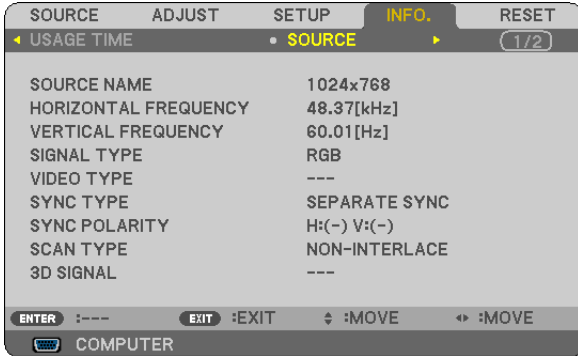 SOURCE ADJUST SETUP INFO. RESET
USAGE TIME SOURCE 1/2
SOURCE NAME 1024x768
HORIZONTAL FREQUENCY 48.37[kHz]
VERTICAL FREQUENCY 60.01[Hz]
SIGNAL TYPE RGB
VIDEO TYPE ---
SYNC TYPE SEPARATE SYNC
SYNC POLARITY H:(-) V:(-)
SCAN TYPE NON-INTERLACE
3D SIGNAL ---
ENTER :--- EXIT :EXIT :MOVE :MOVE
COMPUTER